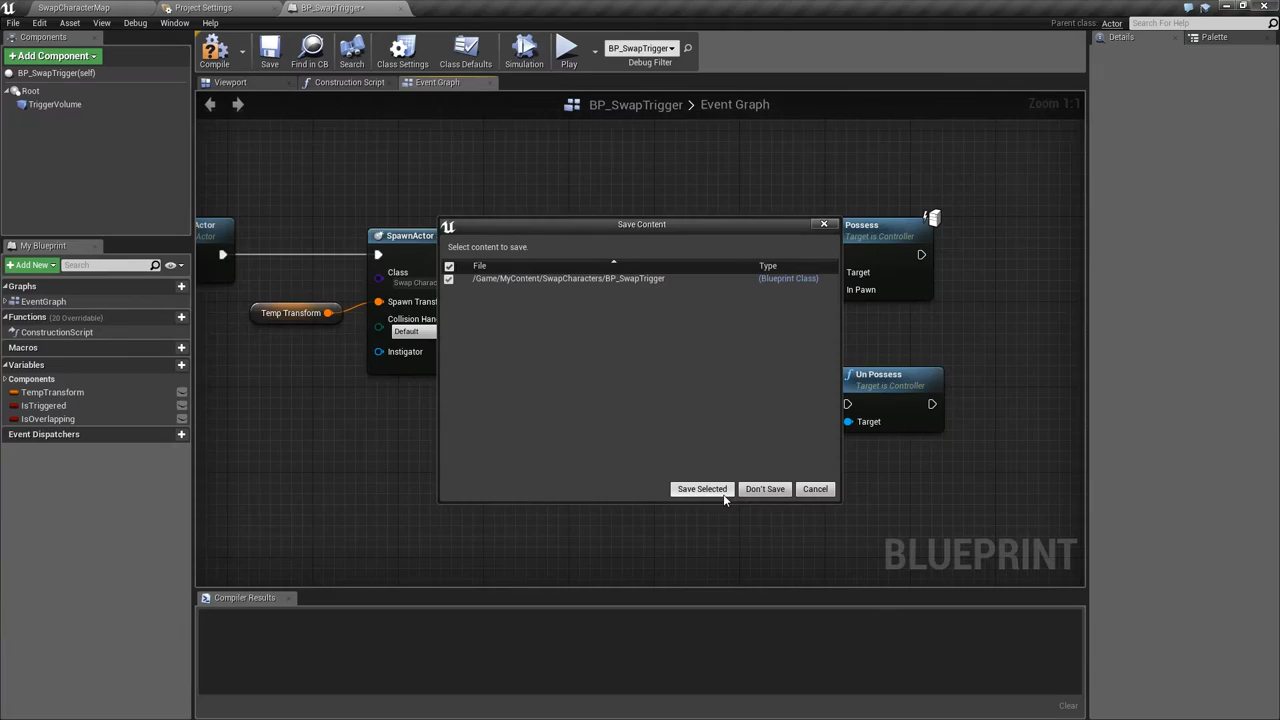 SwapCharacterMap
Project Settings
BP_SwapTrigger*
File Edit Asset View Debug Window Help
Parent class: Actor
Search For Help
Components
Details
Palette
Add Component
BP_SwapTrigger(self)
Root
TriggerVolume
Compile
Save
Find in CB
Search
Class Settings
Class Defaults
Simulation
Play
BP_SwapTrigger
Debug Filter
Viewport
Construction Script
Event Graph
BP_SwapTrigger > Event Graph
Zoom 1:1
Actor
Actor
Temp Transform
SpawnActor
Class
Swap Charac
Spawn Transf
Collision Han
Default
Instigator
Save Content
Select content to save.
File
Type
/Game/MyContent/SwapCharacters/BP_SwapTrigger
(Blueprint Class)
Save Selected
Don't Save
Cancel
Possess
Target is Controller
Target
In Pawn
Un Possess
Target is Controller
Target
BLUEPRINT
My Blueprint
Add New
Search
Graphs
EventGraph
Functions (20 Overridable)
ConstructionScript
Macros
Variables
Components
TempTransform
IsTriggered
IsOverlapping
Event Dispatchers
Compiler Results
Clear